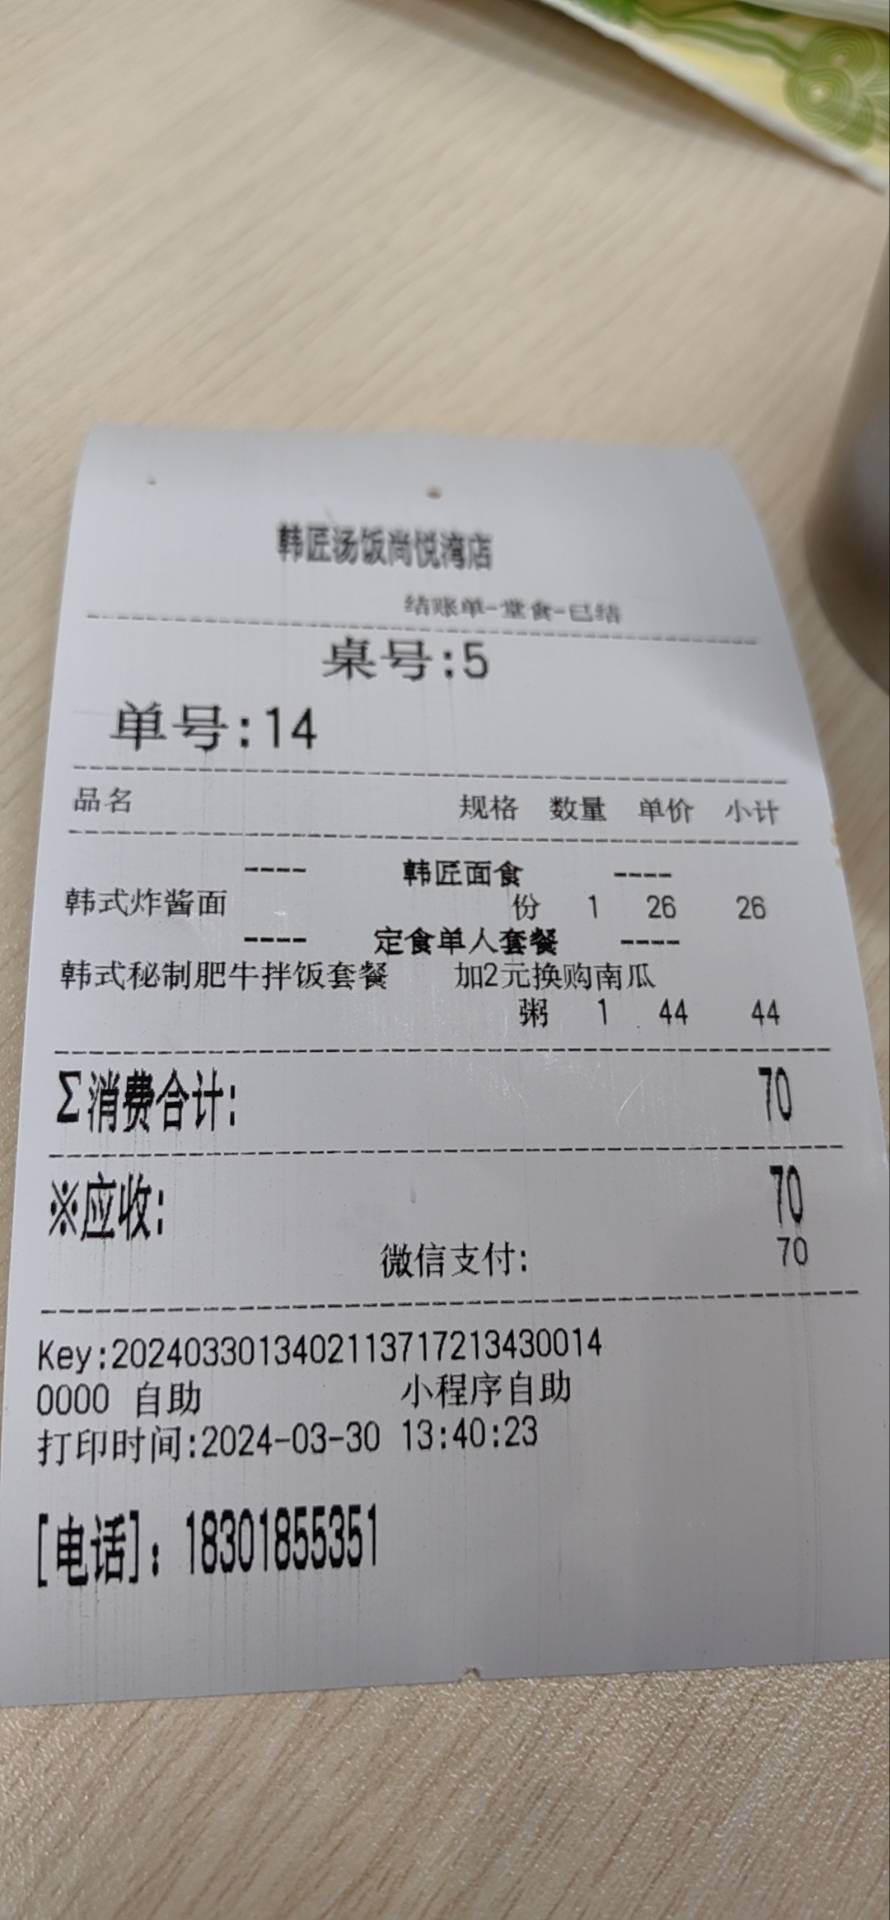 韩匠汤饭尚悦湾店
结账单-堂食-已结
桌号:5
单号:14
品名 规格 数量 单价 小计
---- 韩匠面食 ----
韩式炸酱面 份 1 26 26
---- 定食单人套餐 ----
韩式秘制肥牛拌饭套餐 加2元换购南瓜
粥 1 44 44
Σ消费合计: 70
※应收: 70
微信支付: 70
Key:2024033013402113717213430014
0000 自助 小程序自助
打印时间:2024-03-30 13:40:23
[电话]: 18301855351